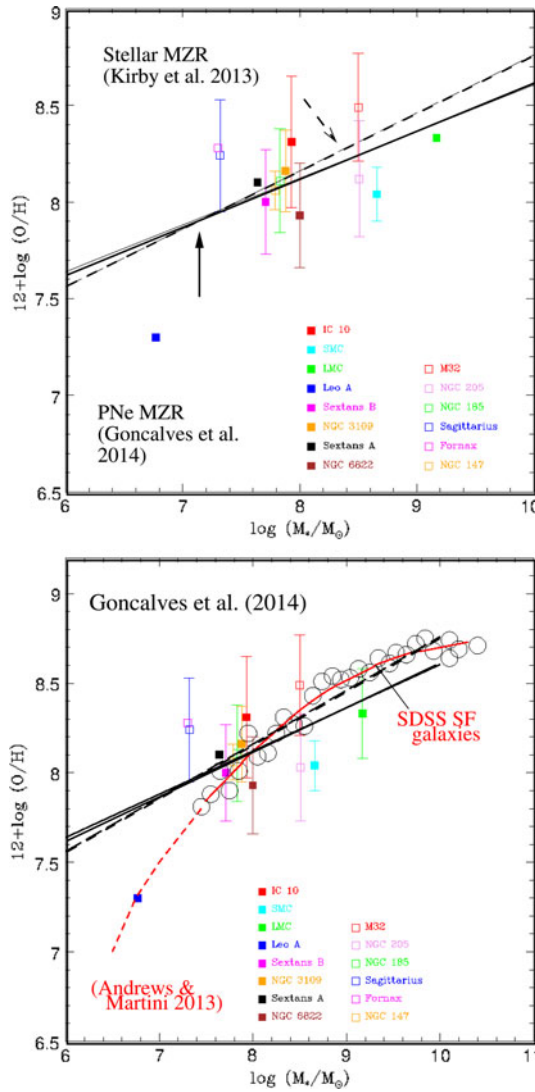 9
Stellar MZR
(Kirby et al. 2013)
8.5
8
12+log (O/H)
7.5
IC 10
SMC
LMC
M32
Leo A
NGC 205
PNe MZR
Sextans B
NGC 185
(Goncalves et al.
NGC 3109
Sagittarius
2014)
7
Sextans A
Fornax
NGC 6822
NGC 147
6.5
6 7 8 9 10
log (M*/M☉)
9
Goncalves et al. (2014)
8.5
SDSS SF
galaxies
8
12+log (O/H)
7.5
IC 10
SMC
LMC
M32
Leo A
NGC 205
7
Sextans B
NGC 185
(Andrews &
NGC 3109
Sagittarius
Martini 2013)
Sextans A
Fornax
NGC 6822
NGC 147
6.5
6 7 8 9 10 11
log (M*/M☉)